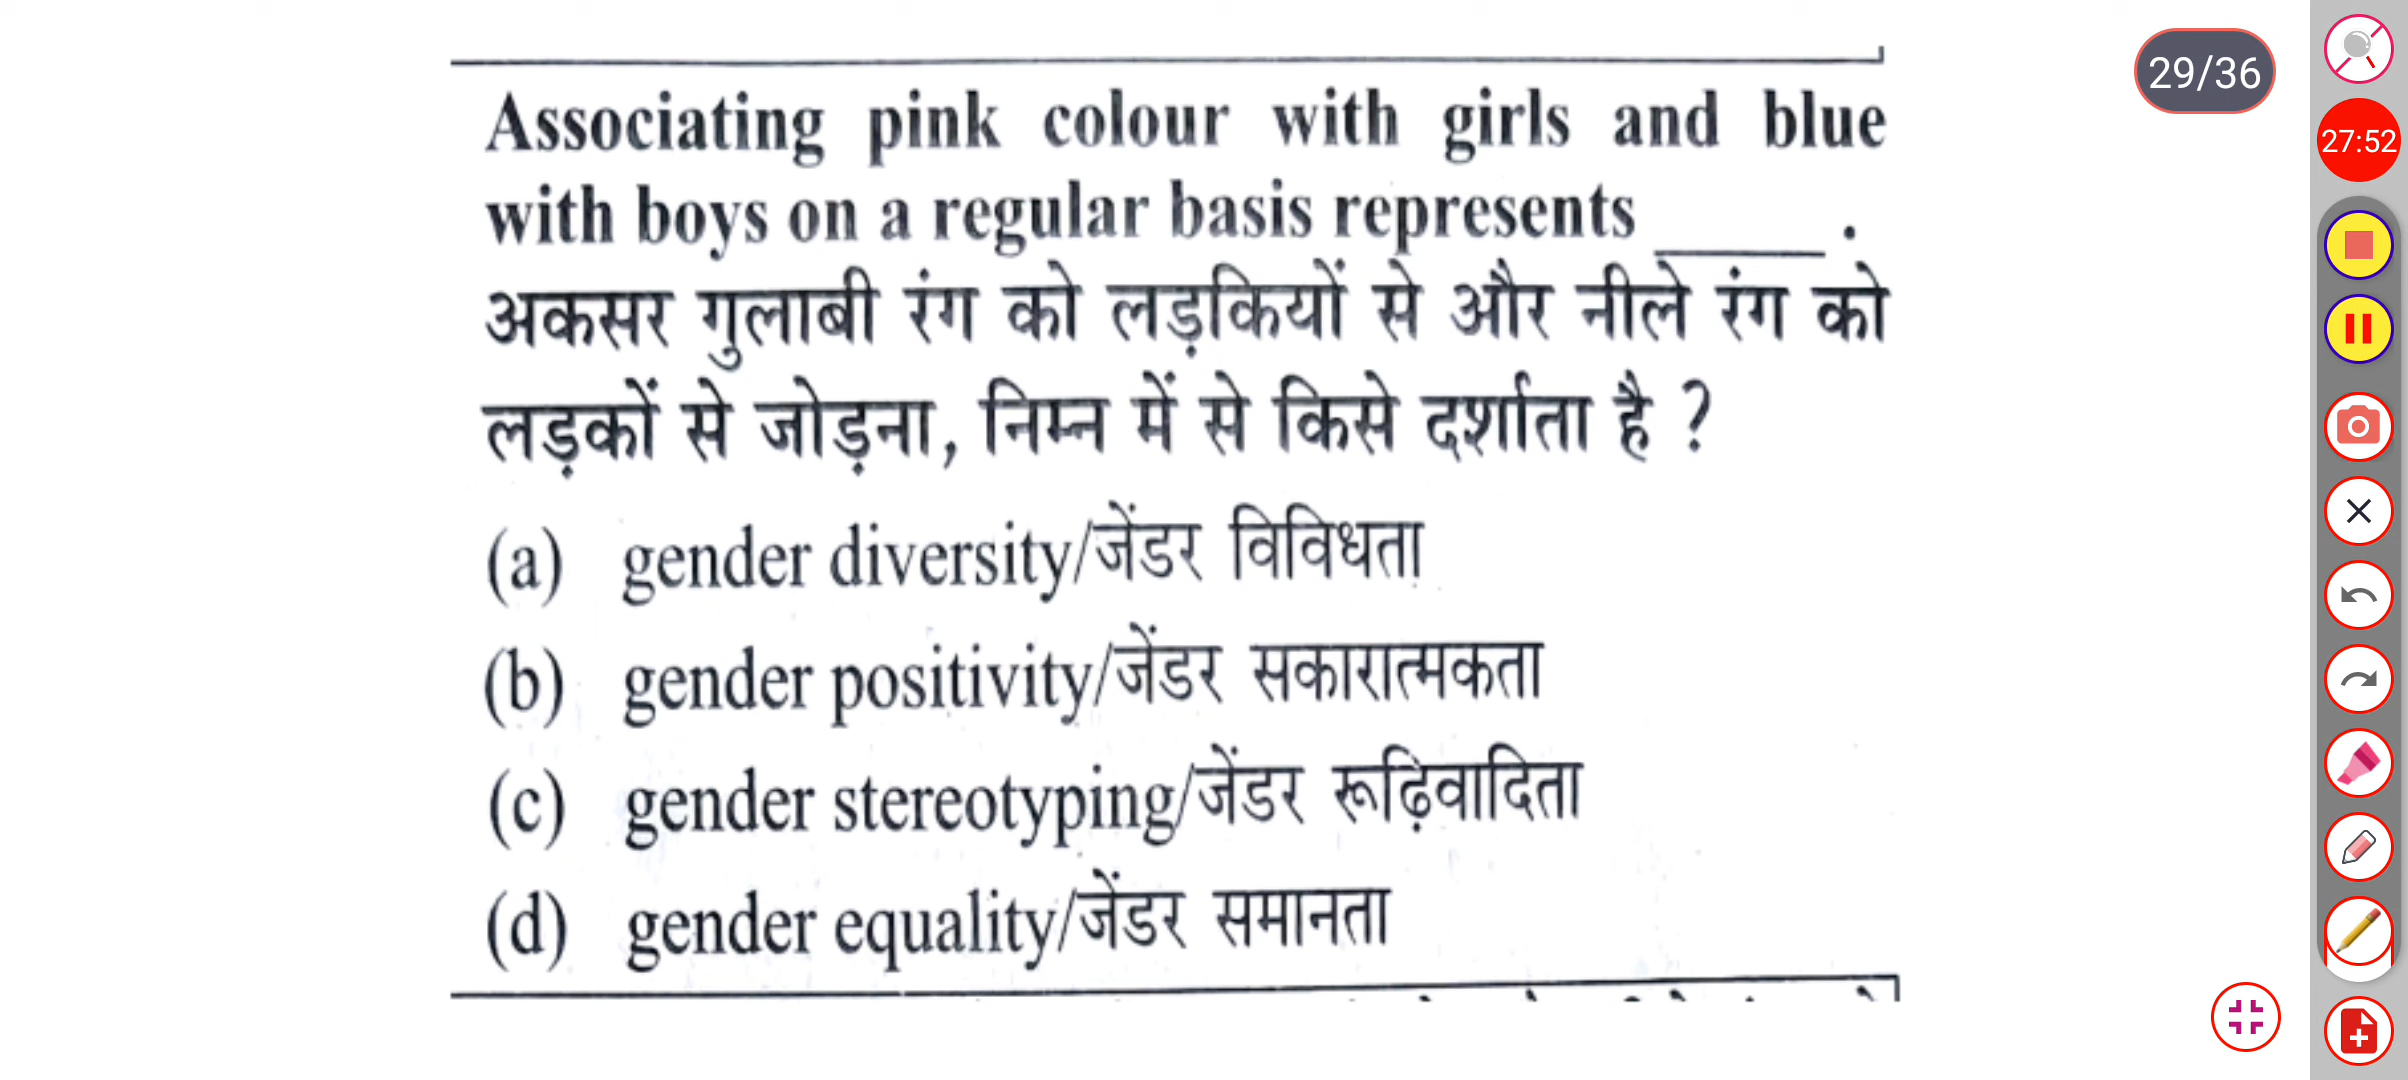 29/36
27:52
Associating pink colour with girls and blue
with boys on a regular basis represents ______ .
अकसर गुलाबी रंग को लड़कियों से और नीले रंग को
लड़कों से जोड़ना, निम्न में से किसे दर्शाता है ?
(a) gender diversity/जेंडर विविधता
(b) gender positivity/जेंडर सकारात्मकता
(c) gender stereotyping/जेंडर रूढ़िवादिता
(d) gender equality/जेंडर समानता